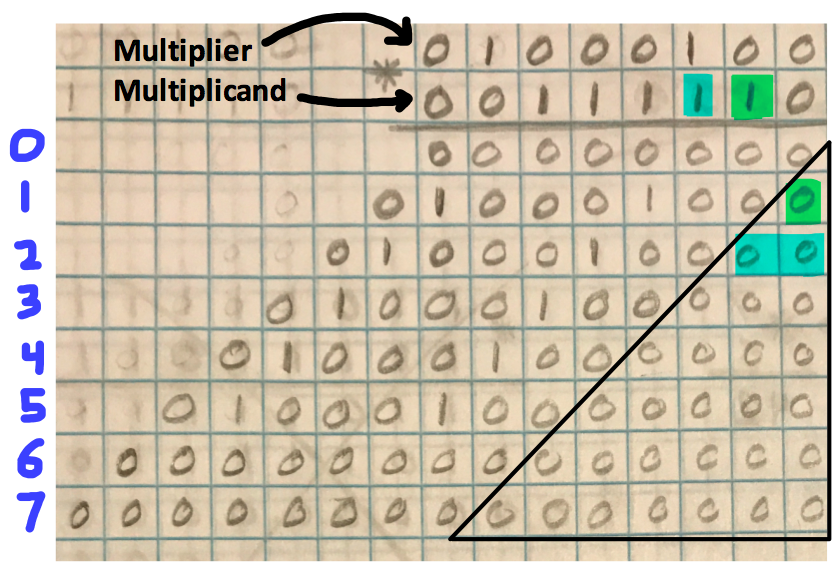 Multiplier 0 1 0 0 0 1 0 0
*
Multiplicand 0 0 1 1 1 1 1 0
0 0 0 0 0 0 0 0 0
1 0 1 0 0 0 1 0 0 0
2 0 1 0 0 0 1 0 0 0 0
3 0 1 0 0 0 1 0 0 0 0 0
4 0 1 0 0 0 1 0 0 0 0 0 0
5 0 1 0 0 0 1 0 0 0 0 0 0 0
6 0 0 0 0 0 0 0 0 0 0 0 0 0 0
7 0 0 0 0 0 0 0 0 0 0 0 0 0 0 0